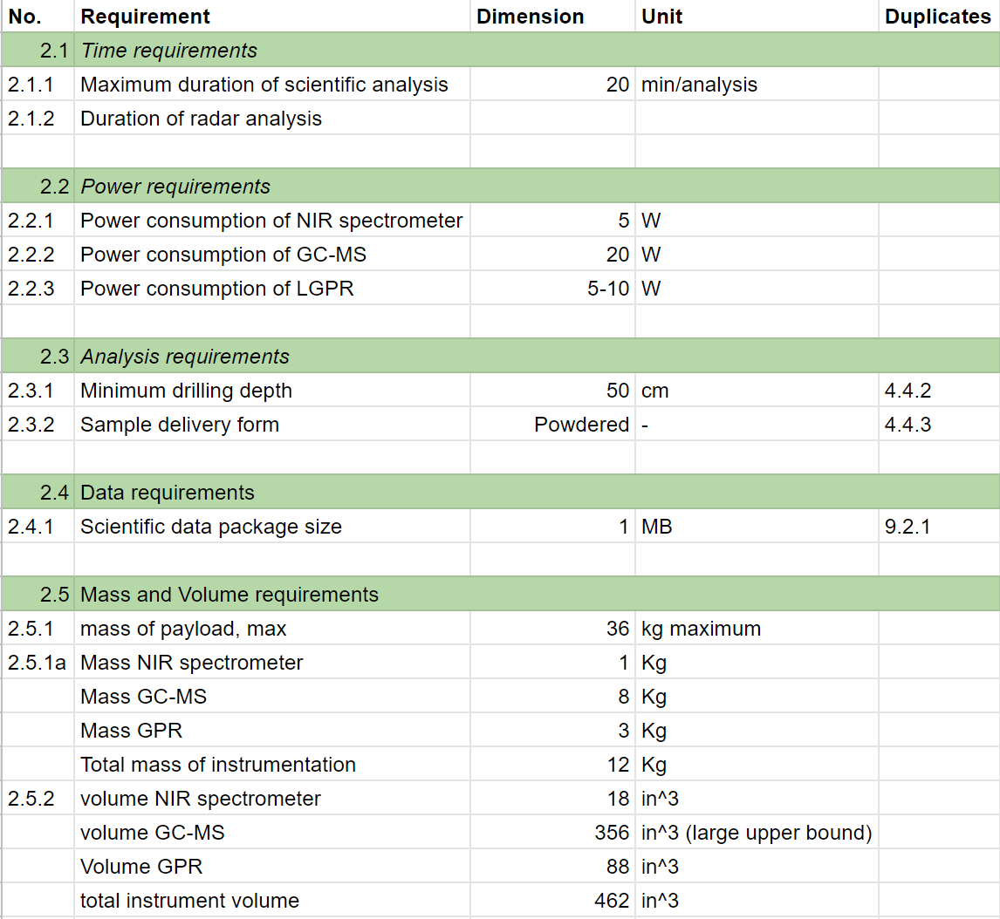 No. Requirement Dimension Unit Duplicates
2.1 Time requirements
2.1.1 Maximum duration of scientific analysis 20 min/analysis
2.1.2 Duration of radar analysis
2.2 Power requirements
2.2.1 Power consumption of NIR spectrometer 5 W
2.2.2 Power consumption of GC-MS 20 W
2.2.3 Power consumption of LGPR 5-10 W
2.3 Analysis requirements
2.3.1 Minimum drilling depth 50 cm 4.4.2
2.3.2 Sample delivery form Powdered - 4.4.3
2.4 Data requirements
2.4.1 Scientific data package size 1 MB 9.2.1
2.5 Mass and Volume requirements
2.5.1 mass of payload, max 36 kg maximum
2.5.1a Mass NIR spectrometer 1 Kg
Mass GC-MS 8 Kg
Mass GPR 3 Kg
Total mass of instrumentation 12 Kg
2.5.2 volume NIR spectrometer 18 in^3
volume GC-MS 356 in^3 (large upper bound)
Volume GPR 88 in^3
total instrument volume 462 in^3